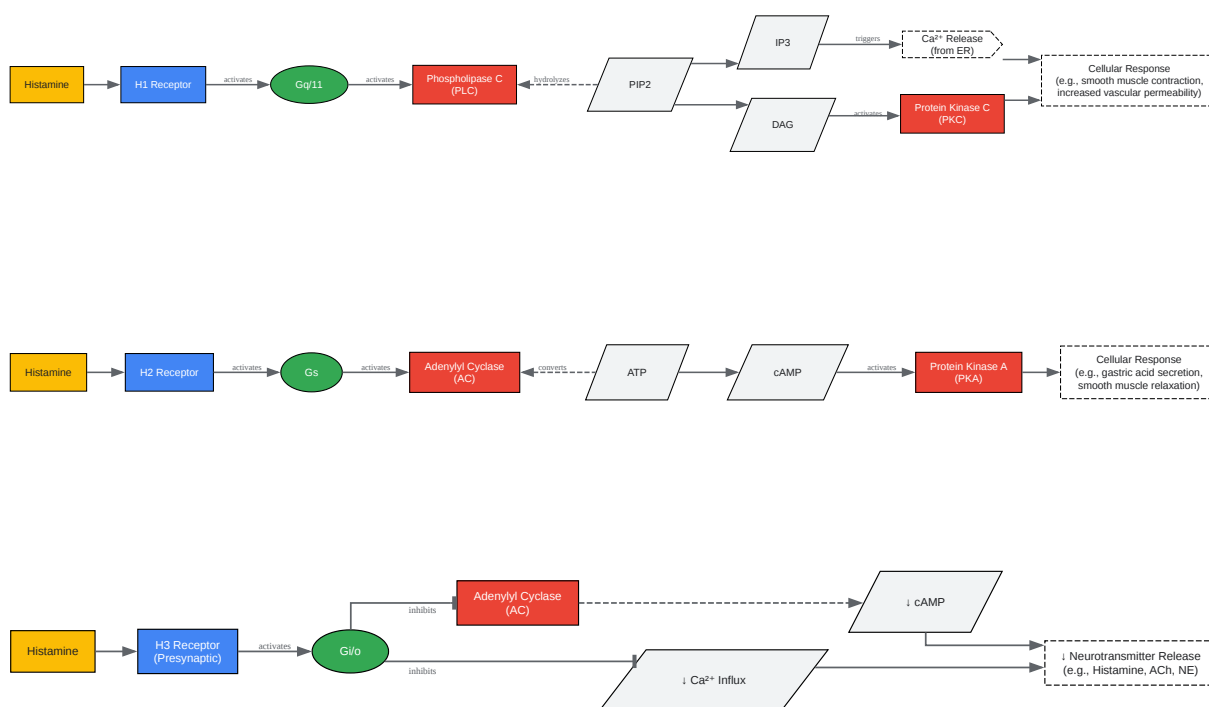 Histamine
H1 Receptor
activates
Gq/11
activates
Phospholipase C
(PLC)
hydrolyzes
PIP2
IP3
triggers
Ca²⁺ Release
(from ER)
DAG
activates
Protein Kinase C
(PKC)
Cellular Response
(e.g., smooth muscle contraction,
increased vascular permeability)
Histamine
H2 Receptor
activates
Gs
activates
Adenylyl Cyclase
(AC)
converts
ATP
cAMP
activates
Protein Kinase A
(PKA)
Cellular Response
(e.g., gastric acid secretion,
smooth muscle relaxation)
Histamine
H3 Receptor
(Presynaptic)
activates
Gi/o
inhibits
Adenylyl Cyclase
(AC)
↓ cAMP
inhibits
↓ Ca²⁺ Influx
↓ Neurotransmitter Release
(e.g., Histamine, ACh, NE)